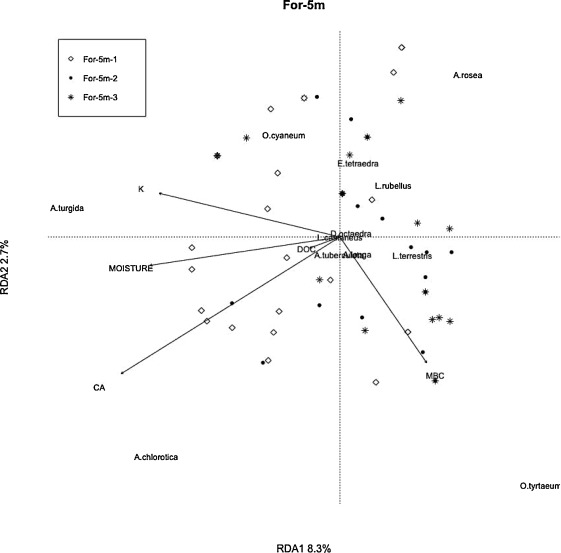 For-5m
For-5m-1
For-5m-2
For-5m-3
A.rosea
O.cyaneum
E.tetraedra
K
L.rubellus
A.turgida
D.octaedra
L.castaneus
DOC
A.tuberculata
A.longa
L.terrestris
MOISTURE
RDA2 2.7%
MBC
CA
A.chlorotica
O.tyrtaeum
RDA1 8.3%